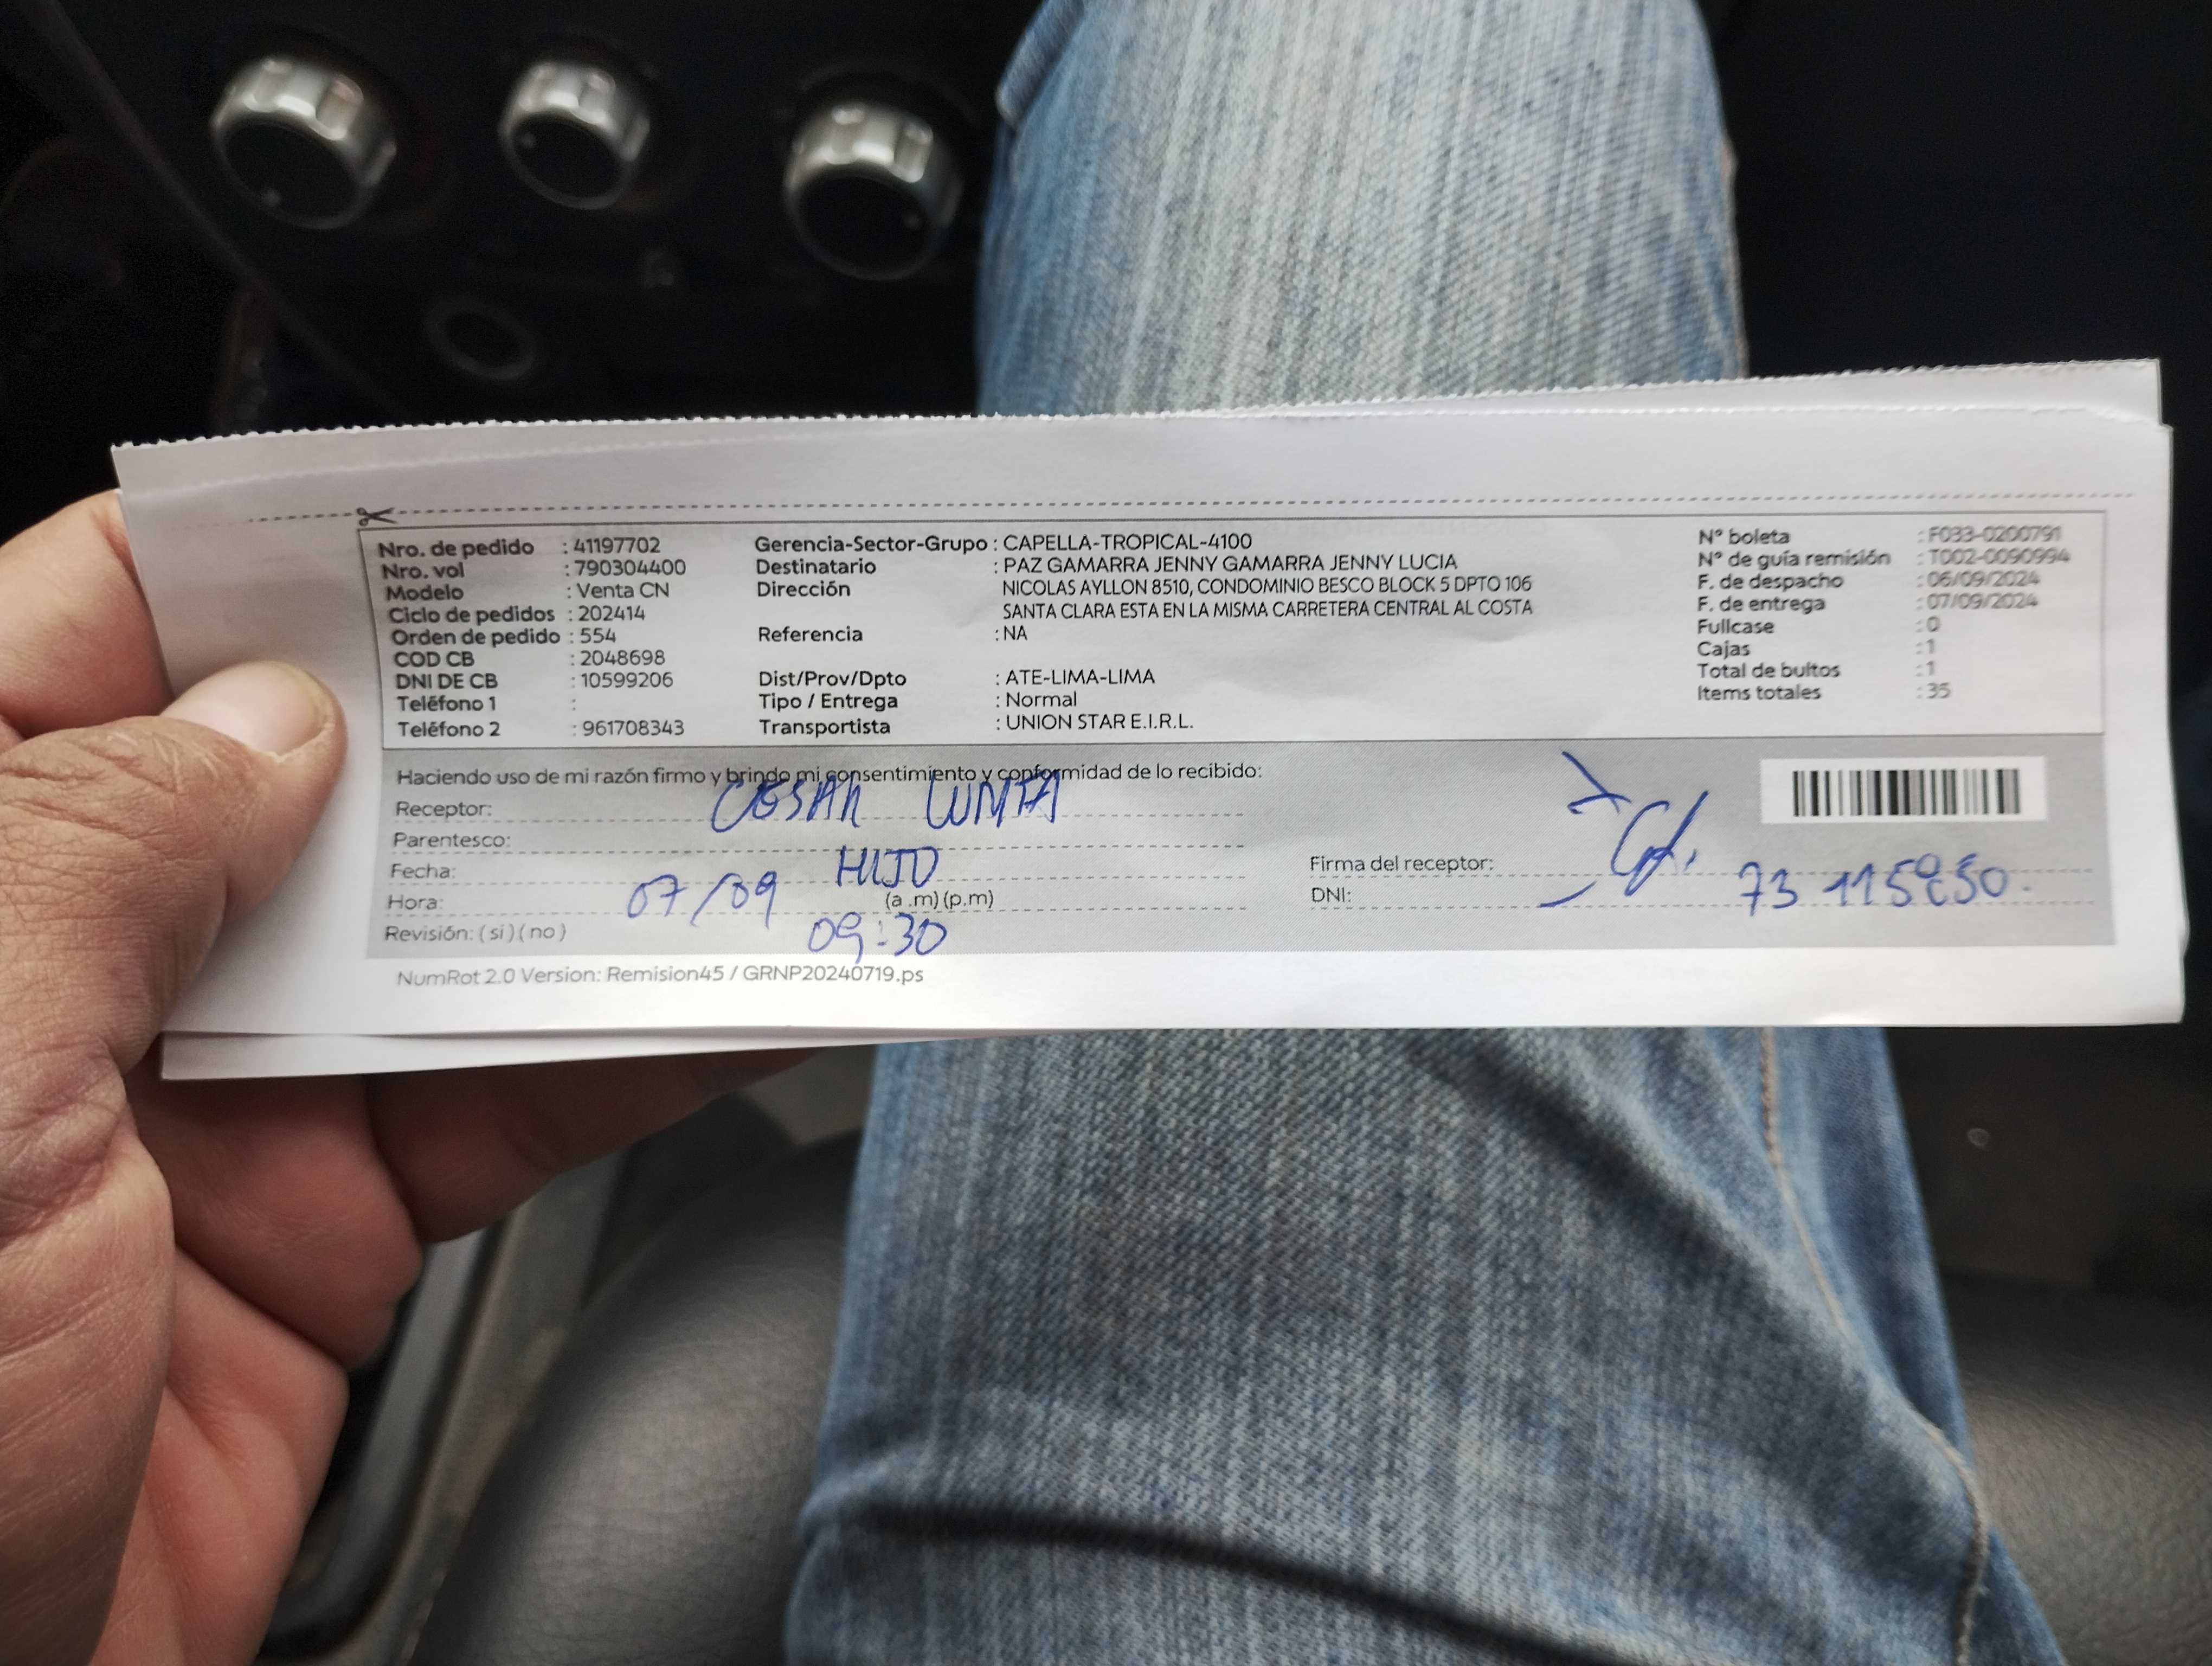 Nro. de pedido : 41197702
Nro. vol : 790304400
Modelo : Venta CN
Ciclo de pedidos : 202414
Orden de pedido : 554
COD CB : 2048698
DNI DE CB : 10599206
Teléfono 1 :
Teléfono 2 : 961708343
Gerencia-Sector-Grupo : CAPELLA-TROPICAL-4100
Destinatario : PAZ GAMARRA JENNY GAMARRA JENNY LUCIA
Dirección NICOLAS AYLLON 8510, CONDOMINIO BESCO BLOCK 5 DPTO 106
SANTA CLARA ESTA EN LA MISMA CARRETERA CENTRAL AL COSTA
Referencia : NA
Dist/Prov/Dpto : ATE-LIMA-LIMA
Tipo / Entrega : Normal
Transportista : UNION STAR E.I.R.L.
Nº boleta : F033-0200791
Nº de guía remisión : T002-0090994
F. de despacho : 06/09/2024
F. de entrega : 07/09/2024
Fullcase : 0
Cajas : 1
Total de bultos : 1
Items totales : 35
Haciendo uso de mi razón firmo y brindo mi consentimiento y conformidad de lo recibido:
Receptor: CESAR
Parentesco: HIJO
Fecha: 07/09
Hora: 09:30 (a .m) (p.m)
Revisión: ( si ) ( no )
Firma del receptor:
DNI:
NumRot 2.0 Version: Remision45 / GRNP20240719.ps